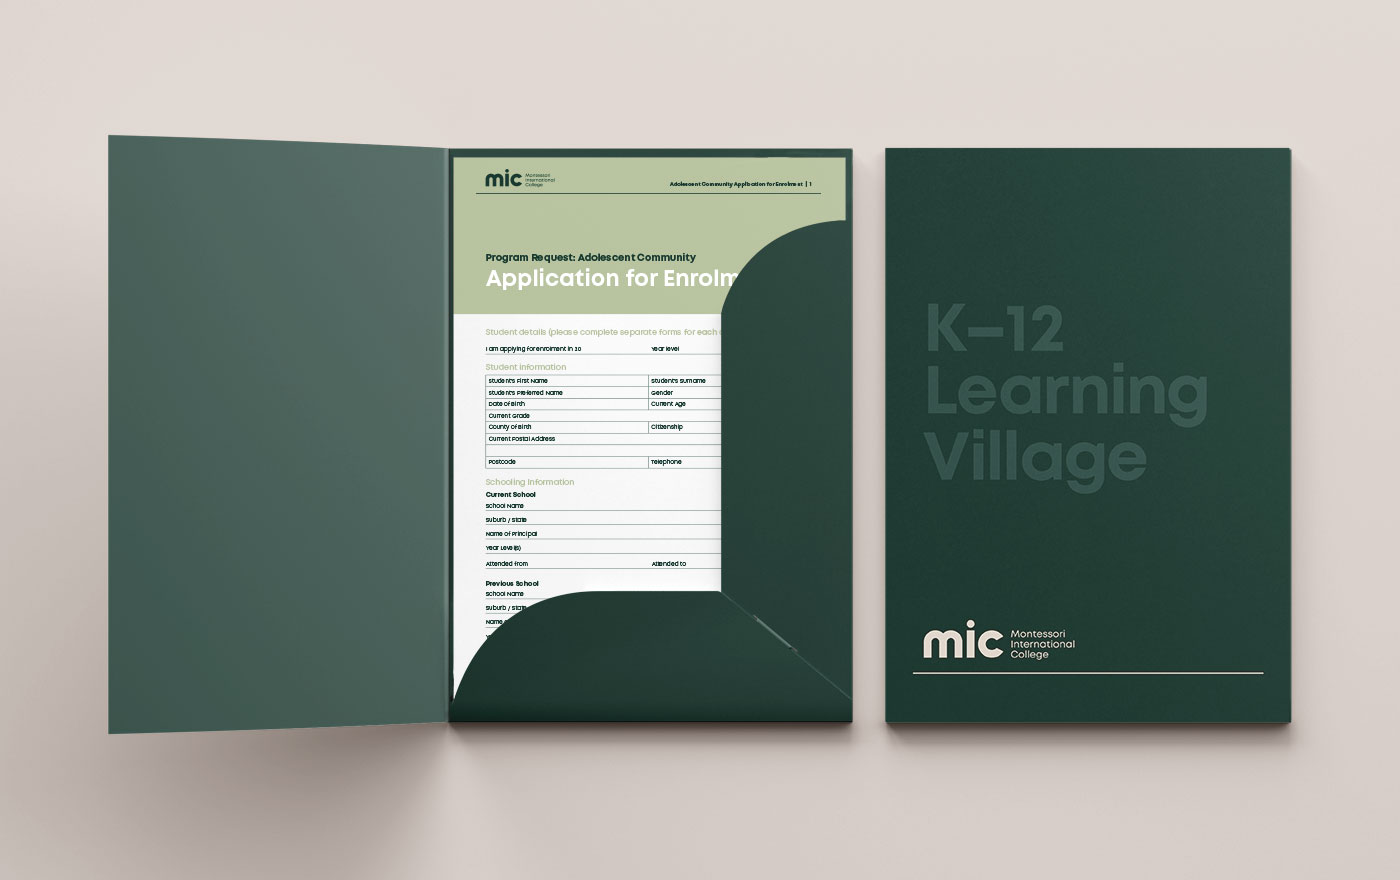 mic Montessori
International
College
Adolescent Community Application for Enrolment | 1
Program Request: Adolescent Community
Application for Enrolm
Student details (please complete separate forms for each
I am applying for enrolment in 20 Year level
Student information
Student's First Name Student's Surname
Student's Preferred Name Gender
Date of Birth Current Age
Current Grade
County of Birth Citizenship
Current Postal Address
Postcode Telephone
Schooling Information
Current School
School Name
Suburb / State
Name of Principal
Year Level(s)
Attended from Attended to
Previous School
School Name
Suburb / State
Name
K–12
Learning
Village
mic Montessori
International
College